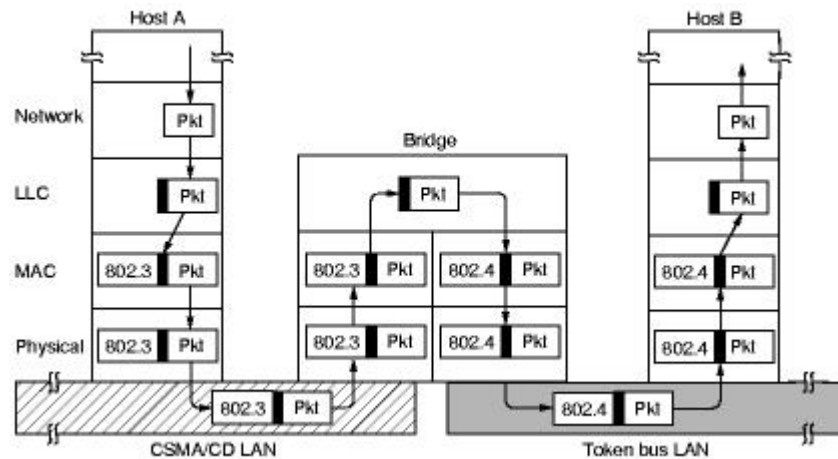 Host A
Host B
Network
Pkt
Pkt
Bridge
LLC
Pkt
Pkt
Pkt
MAC
802.3 Pkt
802.3 Pkt
802.4 Pkt
802.4 Pkt
Physical
802.3 Pkt
802.3 Pkt
802.4 Pkt
802.4 Pkt
802.3 Pkt
802.4 Pkt
CSMA/CD LAN
Token bus LAN